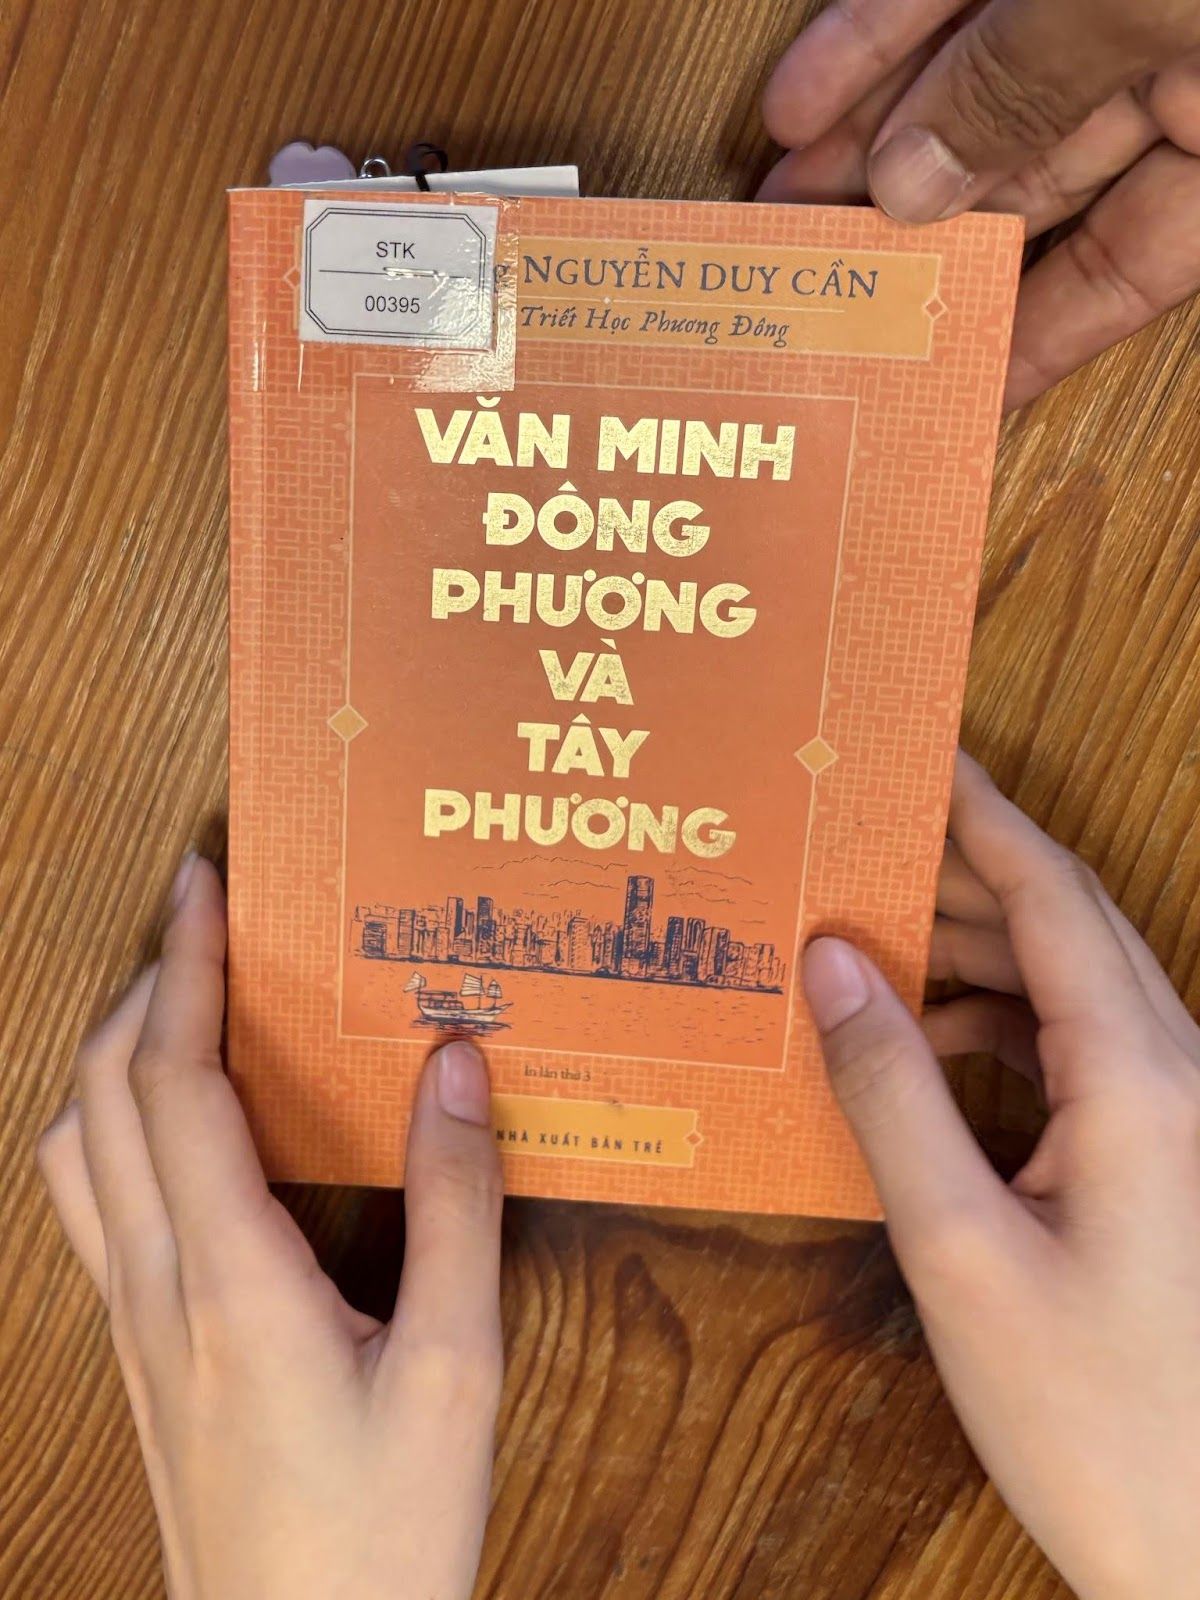 STK
00395
NGUYỄN DUY CẦN
Triết Học Phương Đông
VĂN MINH
ĐÔNG
PHƯƠNG
VÀ
TÂY
PHƯƠNG
In lần thứ 3
NHÀ XUẤT BẢN TRẺ